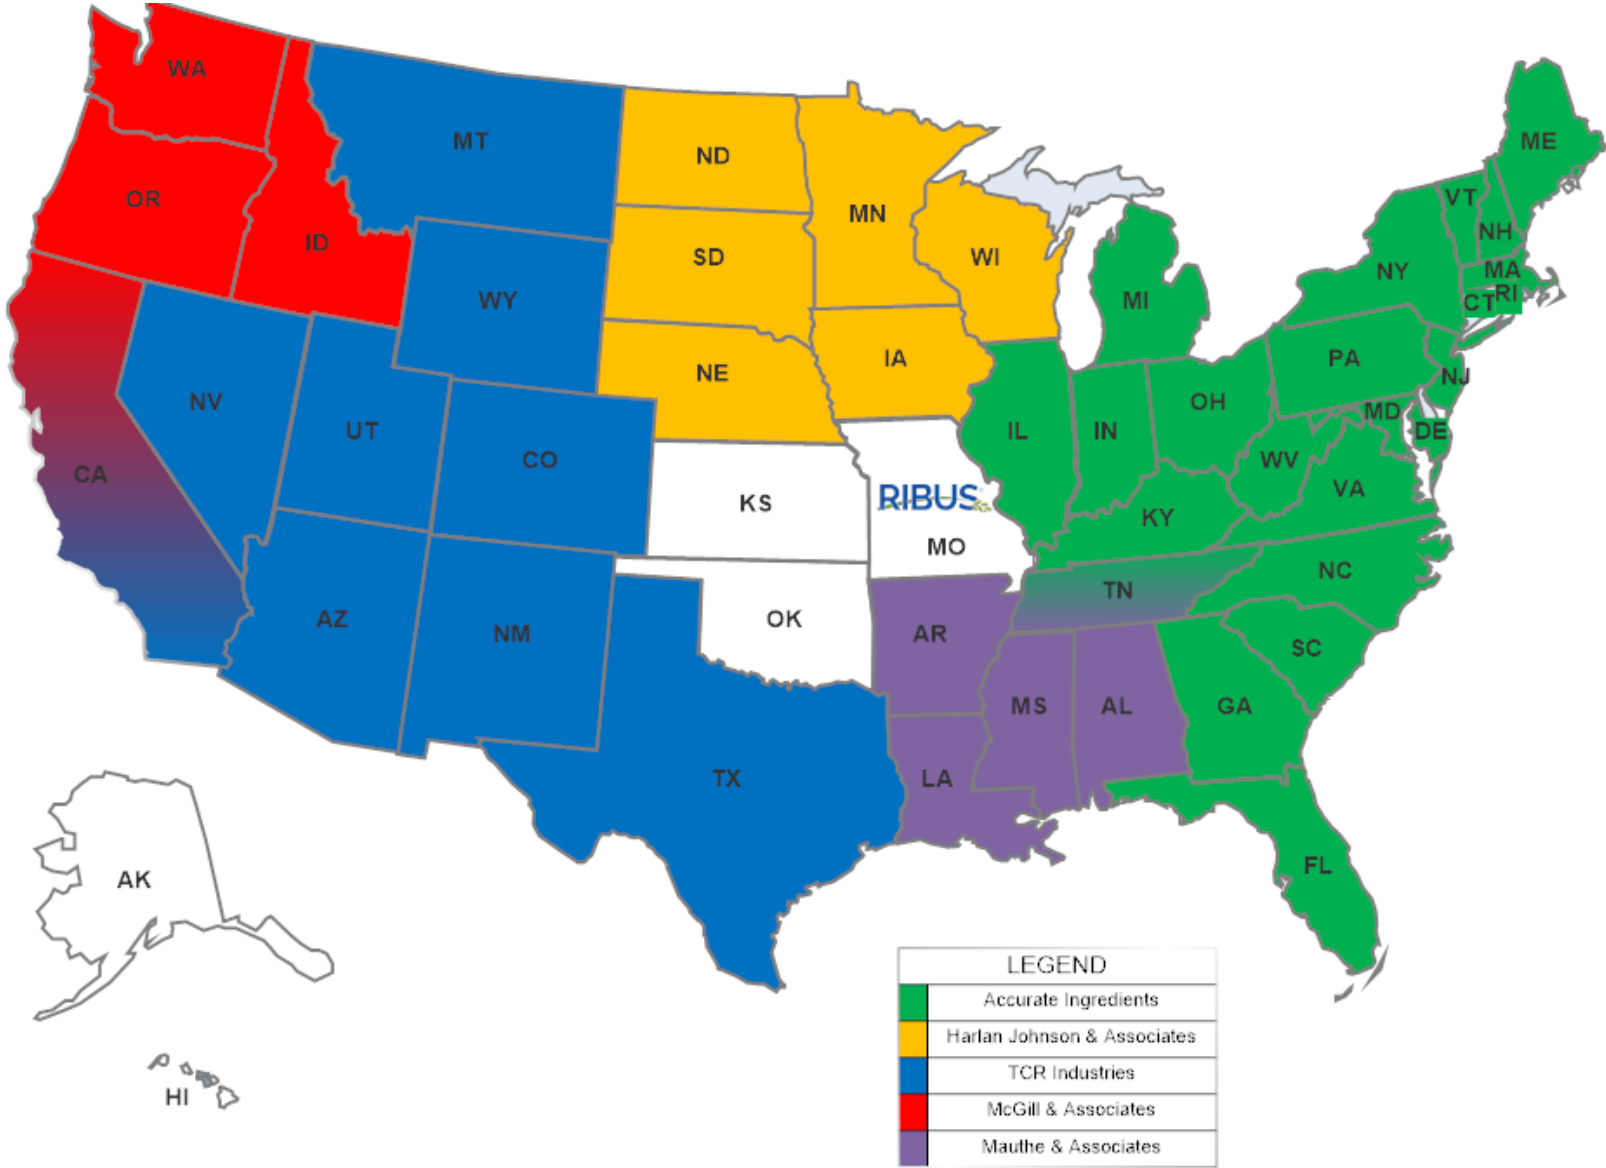 WA
MT
ND
MN
ME
OR
ID
SD
WI
VT
NH
WY
MI
NY
MA
CT RI
NE
IA
PA
NJ
NV
UT
CO
IL
IN
OH
MD
DE
CA
WV
VA
KS
RIBUS
MO
KY
AZ
NM
OK
AR
TN
NC
SC
MS
AL
GA
TX
LA
FL
AK
HI
LEGEND
Accurate Ingredients
Harlan Johnson & Associates
TCR Industries
McGill & Associates
Mauthe & Associates